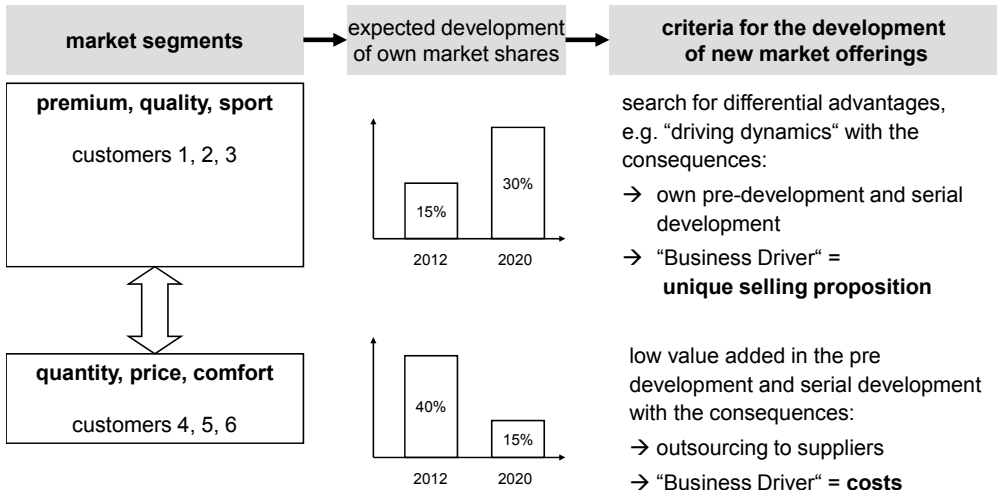 market segments
expected development
of own market shares
criteria for the development
of new market offerings
premium, quality, sport
customers 1, 2, 3
15%
30%
2012
2020
search for differential advantages,
e.g. “driving dynamics“ with the
consequences:
→ own pre-development and serial
development
→ “Business Driver“ =
unique selling proposition
quantity, price, comfort
customers 4, 5, 6
40%
15%
2012
2020
low value added in the pre
development and serial development
with the consequences:
→ outsourcing to suppliers
→ “Business Driver“ = costs